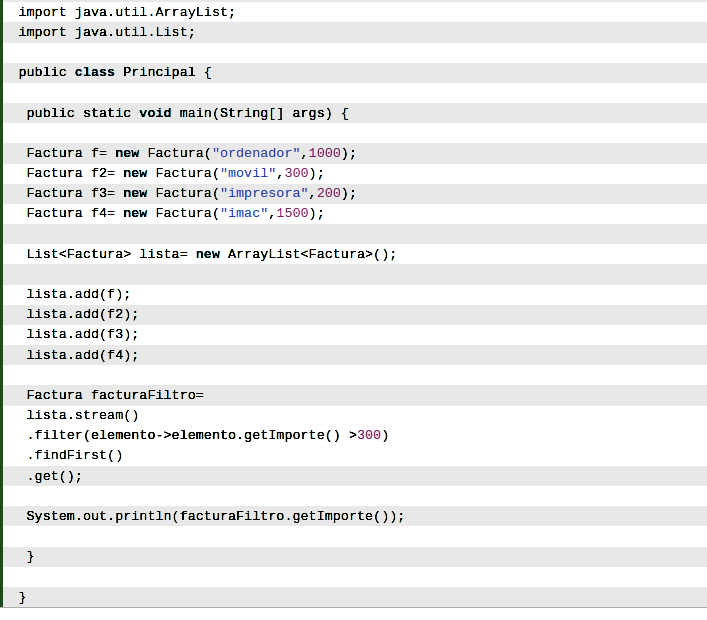 import java.util.ArrayList;
import java.util.List;
public class Principal {
public static void main(String[] args) {
Factura f= new Factura("ordenador",1000);
Factura f2= new Factura("movil",300);
Factura f3= new Factura("impresora",200);
Factura f4= new Factura("imac",1500);
List<Factura> lista= new ArrayList<Factura>();
lista.add(f);
lista.add(f2);
lista.add(f3);
lista.add(f4);
Factura facturaFiltro=
lista.stream()
.filter(elemento->elemento.getImporte() >300)
.findFirst()
.get();
System.out.println(facturaFiltro.getImporte());
}
}